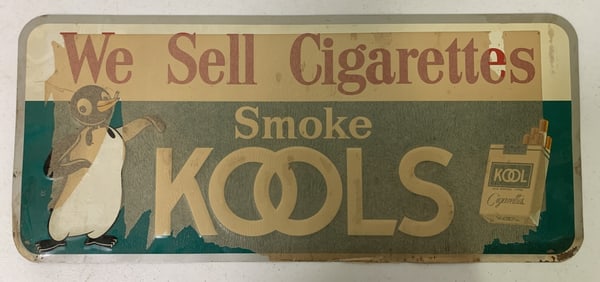 We Sell Cigarettes
Smoke
KOOLS
KOOL
Cigarettes